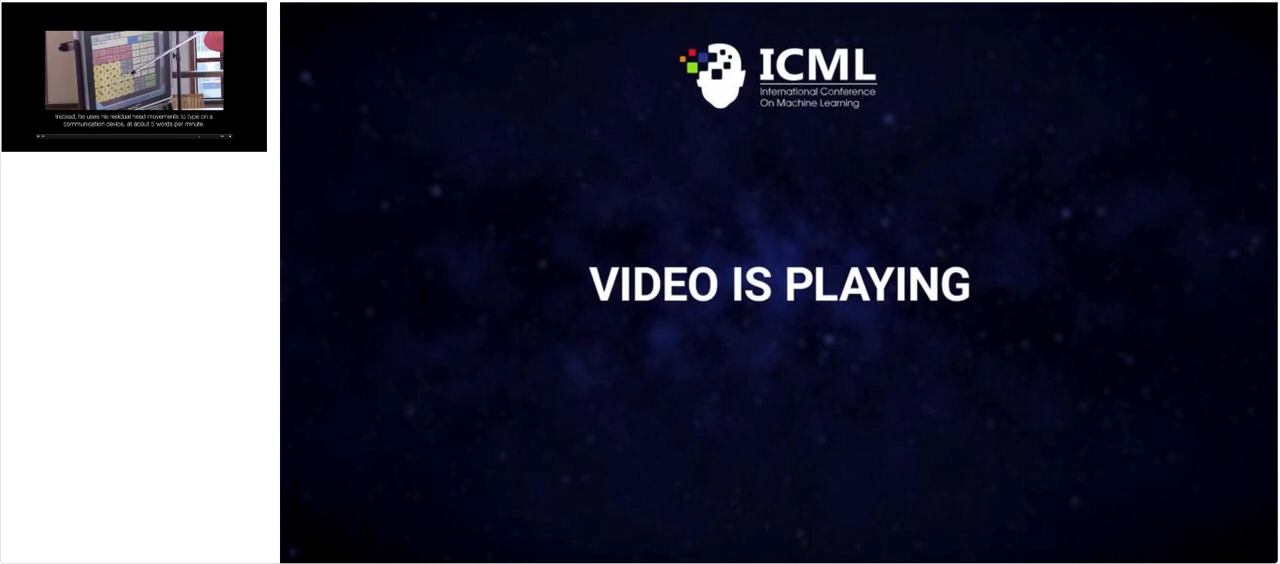 Instead, he uses his residual head movements to type on a
communication device, at about 5 words per minute.
ICML
International Conference
On Machine Learning
VIDEO IS PLAYING